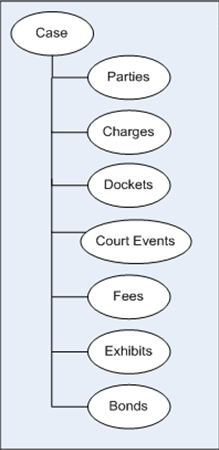 Case
Parties
Charges
Dockets
Court Events
Fees
Exhibits
Bonds